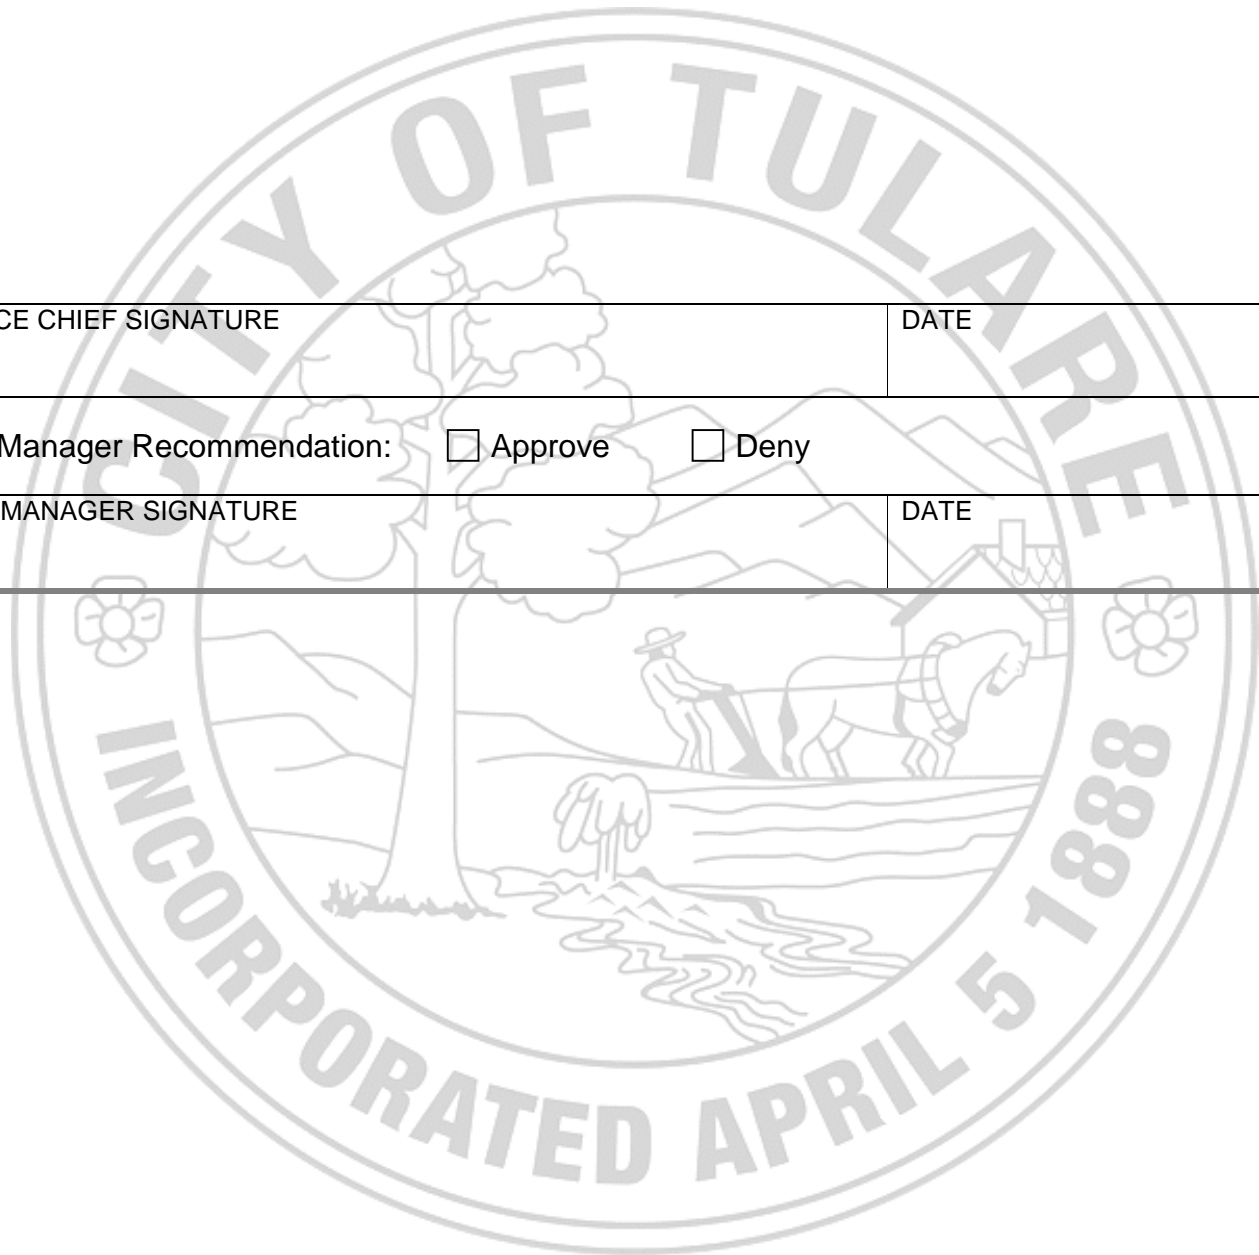 CITY OF TULARE
CE CHIEF SIGNATURE DATE
Manager Recommendation: ☐ Approve ☐ Deny
MANAGER SIGNATURE DATE
INCORPORATED APRIL 5 1888